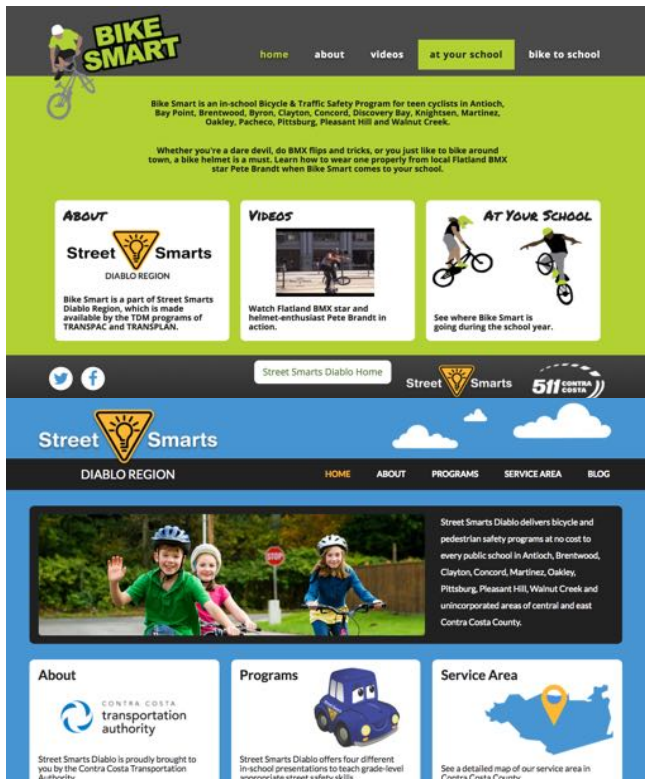 BIKE
SMART
home about videos at your school bike to school
Bike Smart is an in-school Bicycle & Traffic Safety Program for teen cyclists in Antioch,
Bay Point, Brentwood, Byron, Clayton, Concord, Discovery Bay, Knightsen, Martinez,
Oakley, Pacheco, Pittsburg, Pleasant Hill and Walnut Creek.
Whether you're a dare devil, do BMX flips and tricks, or you just like to bike around
town, a bike helmet is a must. Learn how to wear one properly from local Flatland BMX
star Pete Brandt when Bike Smart comes to your school.
About
Street Smarts
DIABLO REGION
Bike Smart is a part of Street Smarts
Diablo Region, which is made
available by the TDM programs of
TRANSPAC and TRANSPLAN.
Videos
Watch Flatland BMX star and
helmet-enthusiast Pete Brandt in
action.
At Your School
See where Bike Smart is
going during the school year.
Street Smarts Diablo Home
Street Smarts
511 CONTRA
COSTA
Street Smarts
DIABLO REGION
HOME ABOUT PROGRAMS SERVICE AREA BLOG
STOP
Street Smarts Diablo delivers bicycle and
pedestrian safety programs at no cost to
every public school in Antioch, Brentwood,
Clayton, Concord, Martinez, Oakley,
Pittsburg, Pleasant Hill, Walnut Creek and
unincorporated areas of central and east
Contra Costa County.
About
CONTRA COSTA
transportation
authority
Street Smarts Diablo is proudly brought to
you by the Contra Costa Transportation
Authority
Programs
Street Smarts Diablo offers four different
in-school presentations to teach grade-level
appropriate street safety skills
Service Area
See a detailed map of our service area in
Contra Costa County